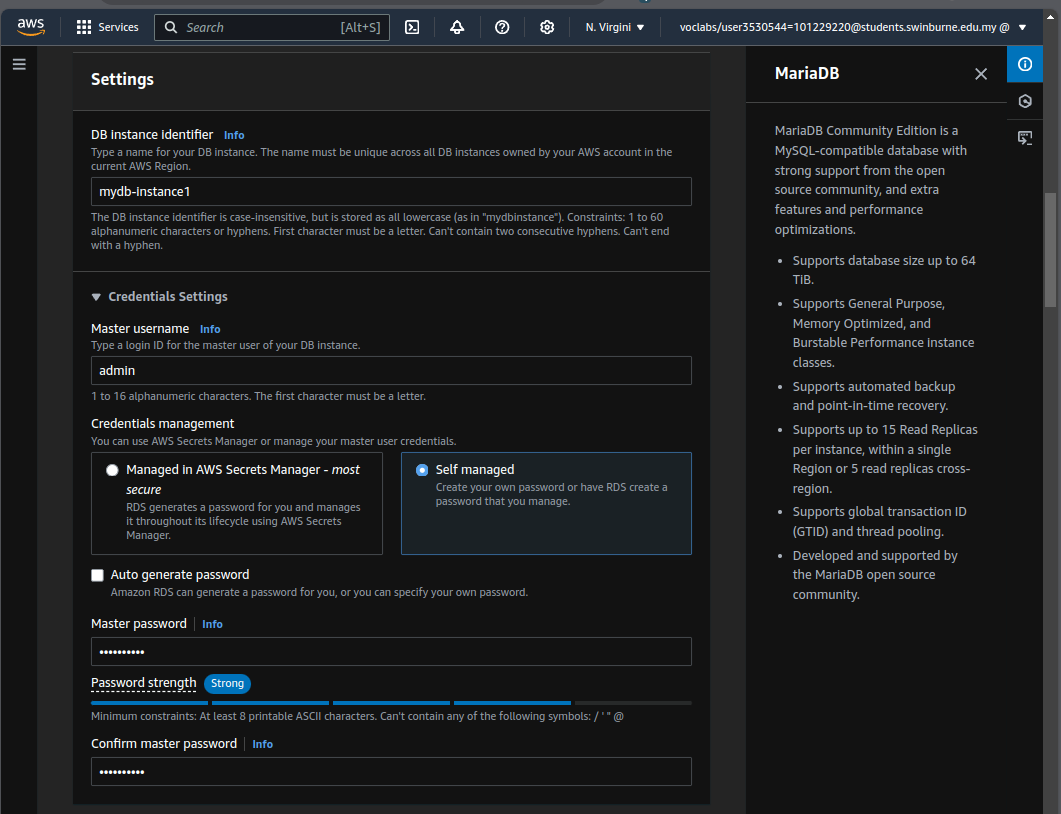 aws
Services
Search
[Alt+S]
N. Virgini
voclabs/user3530544=101229220@students.swinburne.edu.my @
Settings
DB instance identifier Info
Type a name for your DB instance. The name must be unique across all DB instances owned by your AWS account in the
current AWS Region.
mydb-instance1
The DB instance identifier is case-insensitive, but is stored as all lowercase (as in "mydbinstance"). Constraints: 1 to 60
alphanumeric characters or hyphens. First character must be a letter. Can't contain two consecutive hyphens. Can't end
with a hyphen.
Credentials Settings
Master username Info
Type a login ID for the master user of your DB instance.
admin
1 to 16 alphanumeric characters. The first character must be a letter.
Credentials management
You can use AWS Secrets Manager or manage your master user credentials.
Managed in AWS Secrets Manager - most
secure
RDS generates a password for you and manages
it throughout its lifecycle using AWS Secrets
Manager.
Self managed
Create your own password or have RDS create a
password that you manage.
Auto generate password
Amazon RDS can generate a password for you, or you can specify your own password.
Master password Info
••••••••••
Password strength Strong
Minimum constraints: At least 8 printable ASCII characters. Can't contain any of the following symbols: / ' " @
Confirm master password Info
••••••••••
MariaDB
MariaDB Community Edition is a
MySQL-compatible database with
strong support from the open
source community, and extra
features and performance
optimizations.
• Supports database size up to 64
TiB.
• Supports General Purpose,
Memory Optimized, and
Burstable Performance instance
classes.
• Supports automated backup
and point-in-time recovery.
• Supports up to 15 Read Replicas
per instance, within a single
Region or 5 read replicas cross-
region.
• Supports global transaction ID
(GTID) and thread pooling.
• Developed and supported by
the MariaDB open source
community.